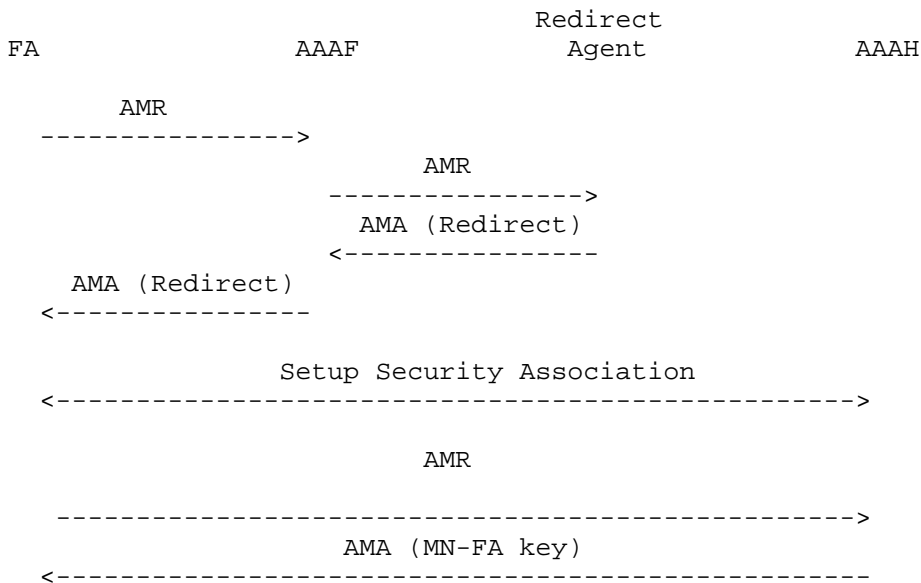 Redirect
FA AAAF Agent AAAH
AMR
---------------->
AMR
---------------->
AMA (Redirect)
<----------------
AMA (Redirect)
<----------------
Setup Security Association
<--------------------------------------------------->
AMR
-------------------------------------------------->
AMA (MN-FA key)
<---------------------------------------------------